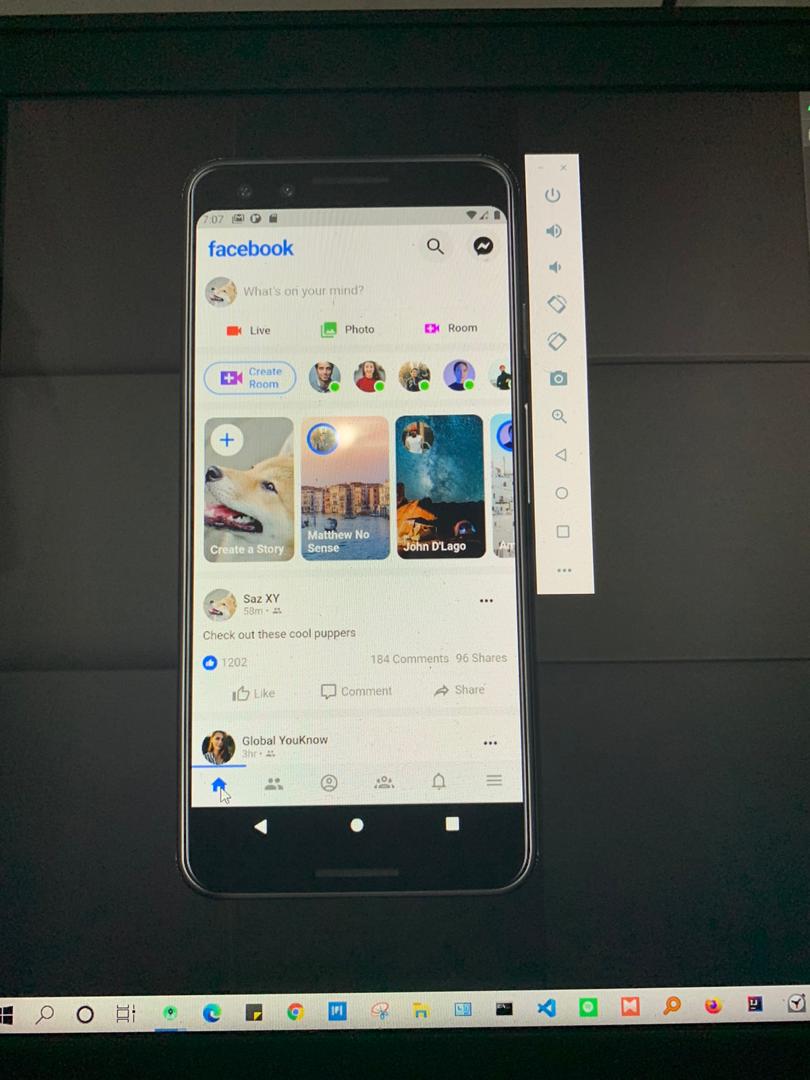 7:07
facebook
What's on your mind?
Live
Photo
Room
Create
Room
Create a Story
Matthew No
Sense
John D'Lago
Saz XY
58m •
Check out these cool puppers
1202
184 Comments 96 Shares
Like
Comment
Share
Global YouKnow
3hr •